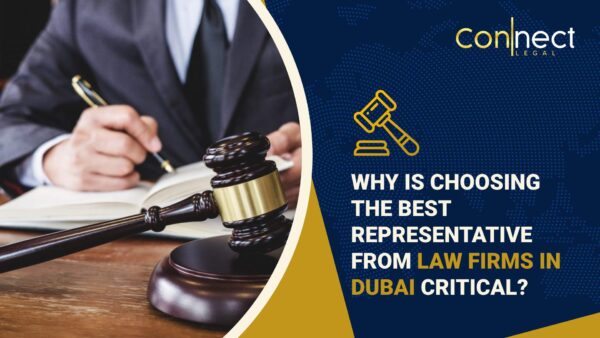 Connect
LEGAL
WHY IS CHOOSING
THE BEST
REPRESENTATIVE
FROM LAW FIRMS IN
DUBAI CRITICAL?